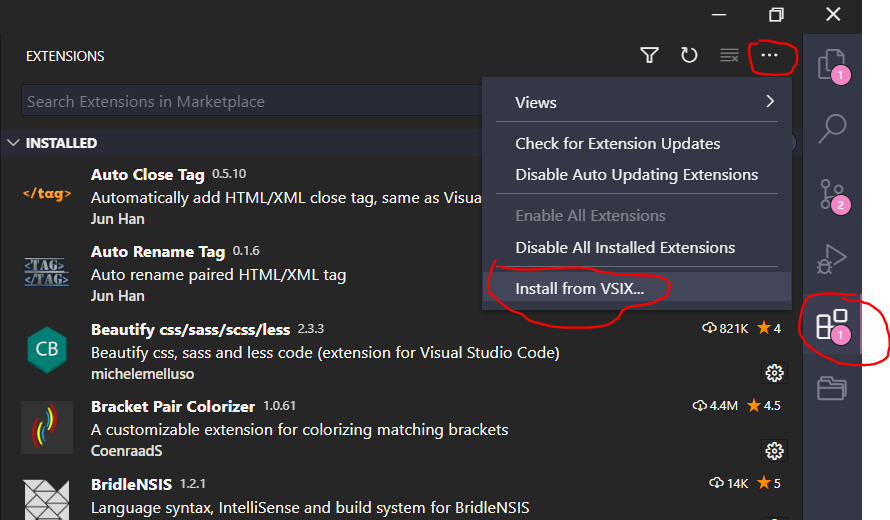 EXTENSIONS
Search Extensions in Marketplace
INSTALLED
Auto Close Tag 0.5.10
Automatically add HTML/XML close tag, same as Visua
Jun Han
</tag>
Auto Rename Tag 0.1.6
Auto rename paired HTML/XML tag
Jun Han
<TAG>
</TAG>
Beautify css/sass/scss/less 2.3.3 821K 4
Beautify css, sass and less code (extension for Visual Studio Code)
michelemelluso
CB
Bracket Pair Colorizer 1.0.61 4.4M 4.5
A customizable extension for colorizing matching brackets
CoenraadS
BridleNSIS 1.2.1 14K 5
Language syntax, IntelliSense and build system for BridleNSIS
Views
Check for Extension Updates
Disable Auto Updating Extensions
Enable All Extensions
Disable All Installed Extensions
Install from VSIX...
1
2
1